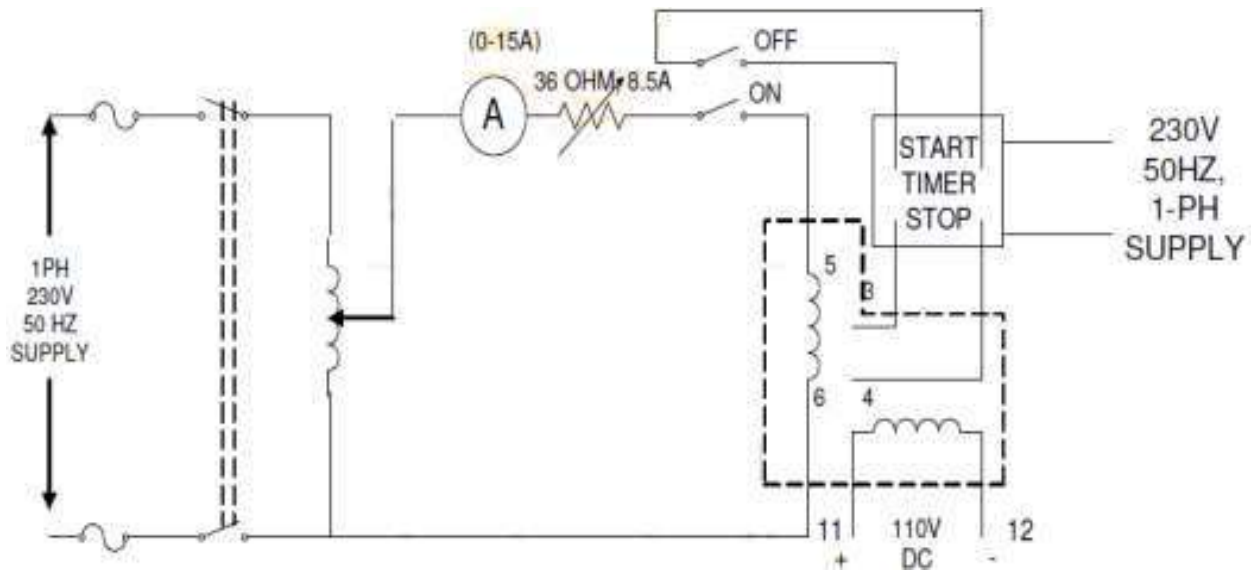 (0-15A)
OFF
36 OHM, 8.5A
ON
A
START
TIMER
STOP
230V
50HZ,
1-PH
SUPPLY
1PH
230V
50 HZ
SUPPLY
5
3
6
4
11
110V
12
+
DC
-